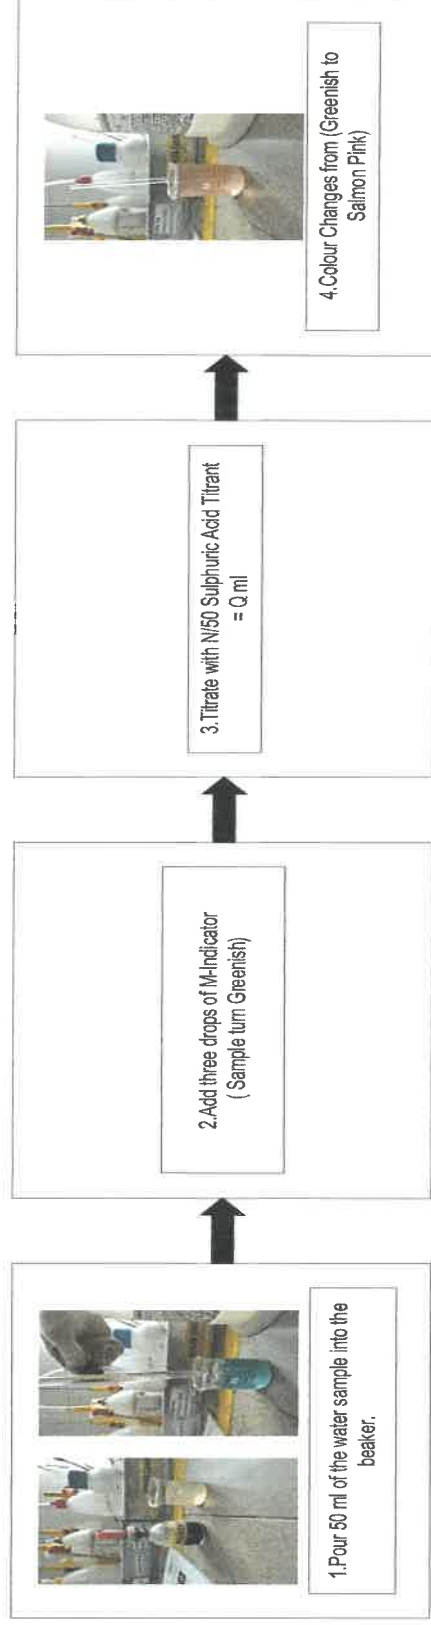 1.Pour 50 ml of the water sample into the
beaker.
2.Add three drops of M-Indicator
( Sample turn Greenish)
3.Titrate with N/50 Sulphuric Acid Titrant
= Q ml
4.Colour Changes from (Greenish to
Salmon Pink)